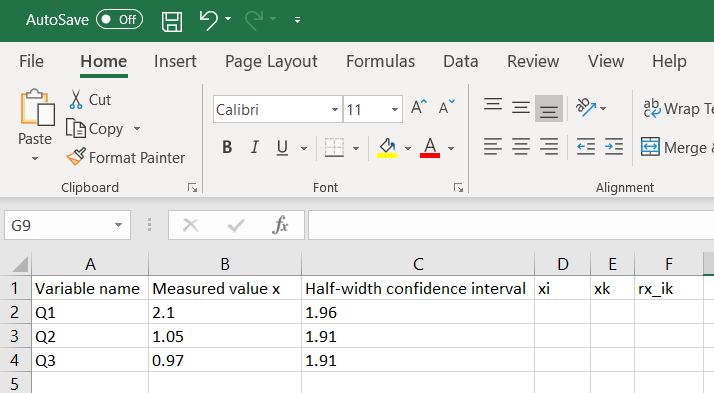 AutoSave Off
File Home Insert Page Layout Formulas Data Review View Help
Paste
Cut
Copy
Format Painter
Clipboard
Calibri 11 A A
B I U A
Font
ab Wrap Te
Merge &
Alignment
G9 fx
A B C D E F
1 Variable name Measured value x Half-width confidence interval xi xk rx_ik
2 Q1 2.1 1.96
3 Q2 1.05 1.91
4 Q3 0.97 1.91
5